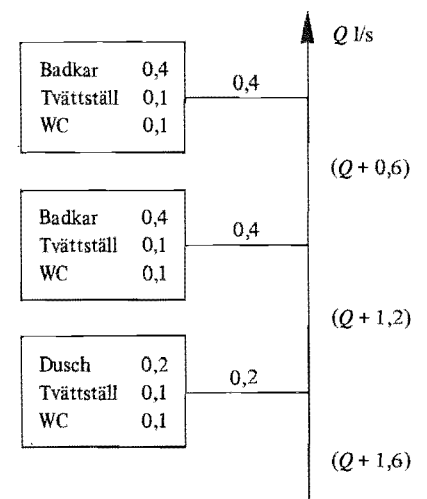 Q l/s
Badkar 0,4
Tvättställ 0,1
WC 0,1
0,4
(Q + 0,6)
Badkar 0,4
Tvättställ 0,1
WC 0,1
0,4
(Q + 1,2)
Dusch 0,2
Tvättställ 0,1
WC 0,1
0,2
(Q + 1,6)